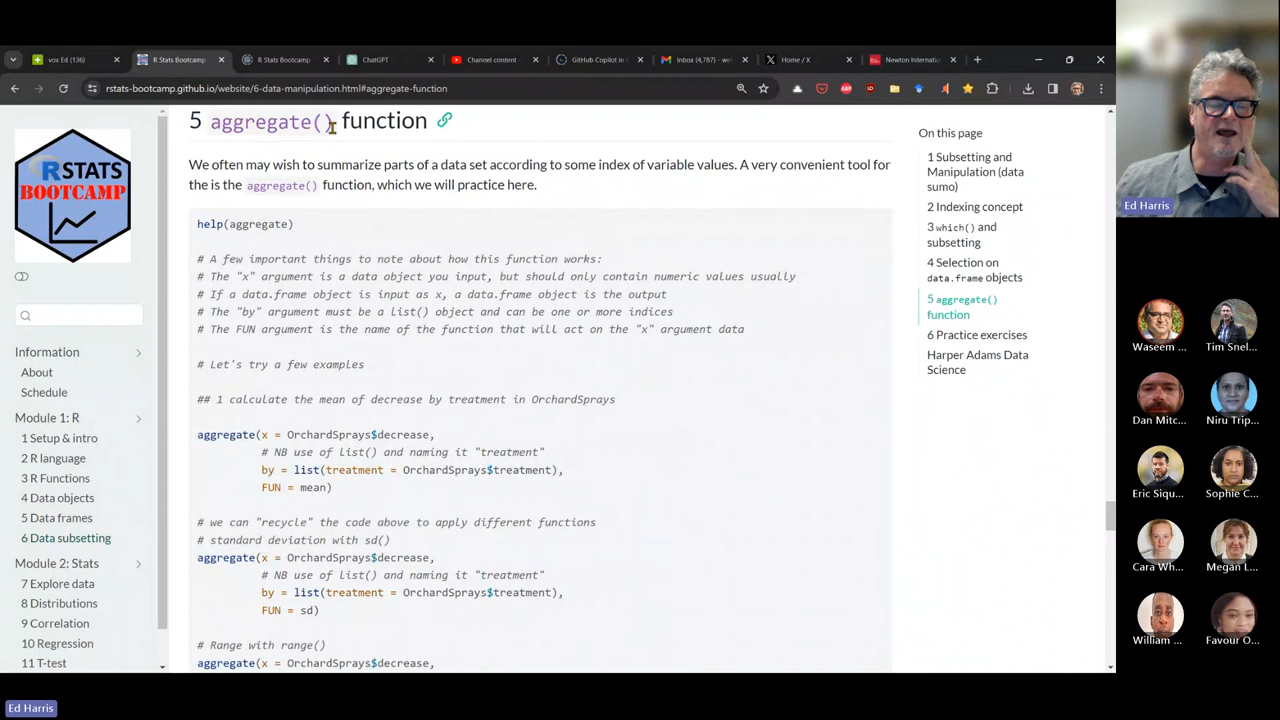 vox Ed (136)
R Stats Bootcamp
R Stats Bootcamp
ChatGPT
Channel content -
GitHub Copilot in
Inbox (4,787) - we
Home / X
Newton Internatio
rstats-bootcamp.github.io/website/6-data-manipulation.html#aggregate-function
RSTATS
BOOTCAMP
Information
About
Schedule
Module 1: R
1 Setup & intro
2 R language
3 R Functions
4 Data objects
5 Data frames
6 Data subsetting
Module 2: Stats
7 Explore data
8 Distributions
9 Correlation
10 Regression
11 T-test
5 aggregate() function
We often may wish to summarize parts of a data set according to some index of variable values. A very convenient tool for
the is the aggregate() function, which we will practice here.
help(aggregate)
# A few important things to note about how this function works:
# The "x" argument is a data object you input, but should only contain numeric values usually
# If a data.frame object is input as x, a data.frame object is the output
# The "by" argument must be a list() object and can be one or more indices
# The FUN argument is the name of the function that will act on the "x" argument data
# Let's try a few examples
## 1 calculate the mean of decrease by treatment in OrchardSprays
aggregate(x = OrchardSprays$decrease,
# NB use of list() and naming it "treatment"
by = list(treatment = OrchardSprays$treatment),
FUN = mean)
# we can "recycle" the code above to apply different functions
# standard deviation with sd()
aggregate(x = OrchardSprays$decrease,
# NB use of list() and naming it "treatment"
by = list(treatment = OrchardSprays$treatment),
FUN = sd)
# Range with range()
aggregate(x = OrchardSprays$decrease,
On this page
1 Subsetting and
Manipulation (data
sumo)
2 Indexing concept
3 which() and
subsetting
4 Selection on
data.frame objects
5 aggregate()
function
6 Practice exercises
Harper Adams Data
Science
Ed Harris
Waseem ...
Tim Snel...
Dan Mitc...
Niru Trip...
Eric Siqu...
Sophie C...
Cara Wh...
Megan L...
William ...
Favour O...
Ed Harris